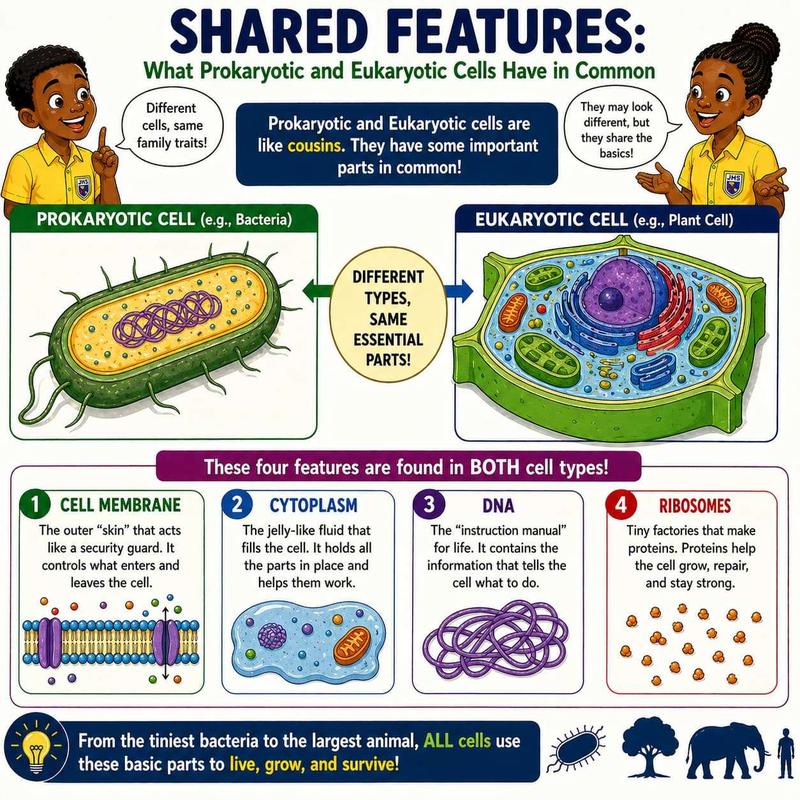 SHARED FEATURES:
What Prokaryotic and Eukaryotic Cells Have in Common
Different
cells, same
family traits!
Prokaryotic and Eukaryotic cells are
like cousins. They have some important
parts in common!
They may look
different, but
they share the
basics!
JHS
JHS
PROKARYOTIC CELL (e.g., Bacteria)
DIFFERENT
TYPES,
SAME
ESSENTIAL
PARTS!
EUKARYOTIC CELL (e.g., Plant Cell)
These four features are found in BOTH cell types!
1 CELL MEMBRANE
The outer “skin” that acts
like a security guard. It
controls what enters and
leaves the cell.
2 CYTOPLASM
The jelly-like fluid that
fills the cell. It holds all
the parts in place and
helps them work.
3 DNA
The “instruction manual”
for life. It contains the
information that tells the
cell what to do.
4 RIBOSOMES
Tiny factories that make
proteins. Proteins help
the cell grow, repair,
and stay strong.
From the tiniest bacteria to the largest animal, ALL cells use
these basic parts to live, grow, and survive!